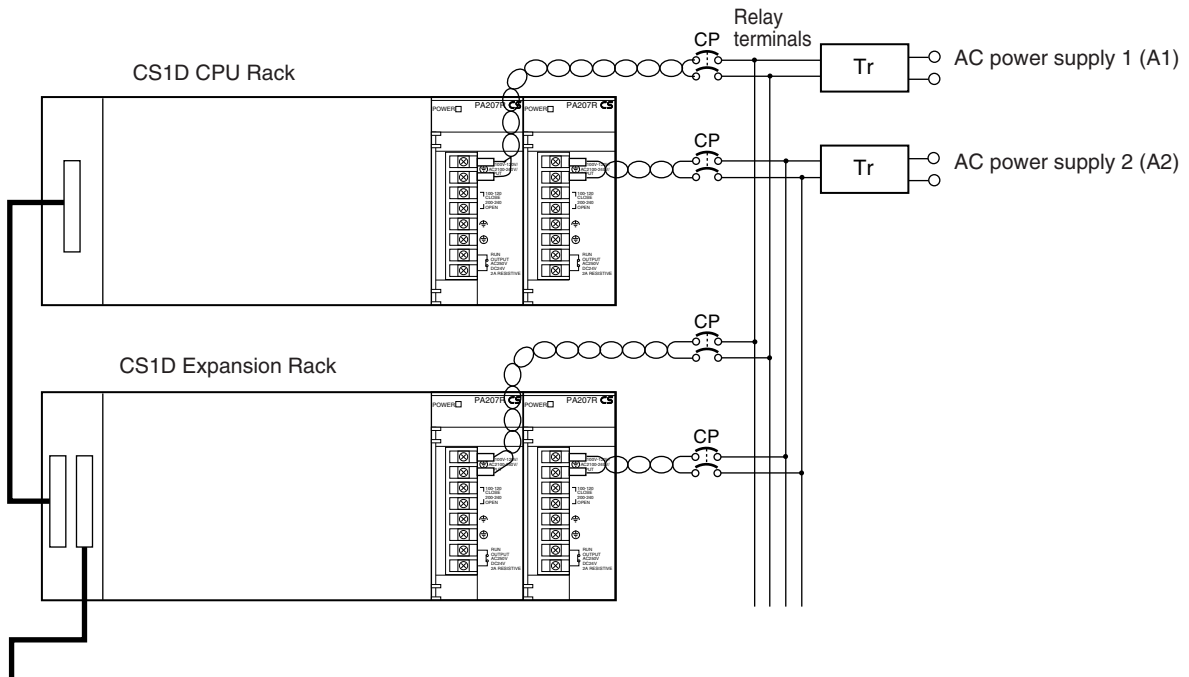 Relay
terminals
CP
Tr
AC power supply 1 (A1)
CS1D CPU Rack
POWER
PA207R CS
POWER
PA207R CS
CP
Tr
AC power supply 2 (A2)
100-120
CLOSE
200-240
OPEN
RUN
OUTPUT
AC250V
DC24V
2A RESISTIVE
100-120
CLOSE
200-240
OPEN
RUN
OUTPUT
AC250V
DC24V
2A RESISTIVE
CP
CS1D Expansion Rack
POWER
PA207R CS
POWER
PA207R CS
CP
100-120
CLOSE
200-240
OPEN
RUN
OUTPUT
AC250V
DC24V
2A RESISTIVE
100-120
CLOSE
200-240
OPEN
RUN
OUTPUT
AC250V
DC24V
2A RESISTIVE